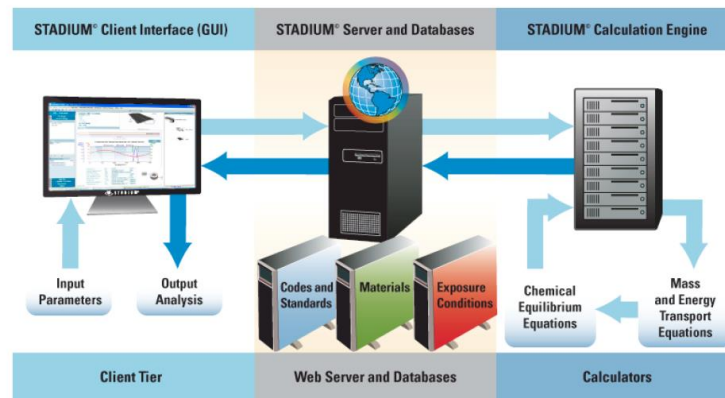 STADIUM® Client Interface (GUI)
STADIUM® Server and Databases
STADIUM® Calculation Engine
STADIUM
Input
Parameters
Output
Analysis
Codes and
Standards
Materials
Exposure
Conditions
Chemical
Equilibrium
Equations
Mass
and Energy
Transport
Equations
Client Tier
Web Server and Databases
Calculators